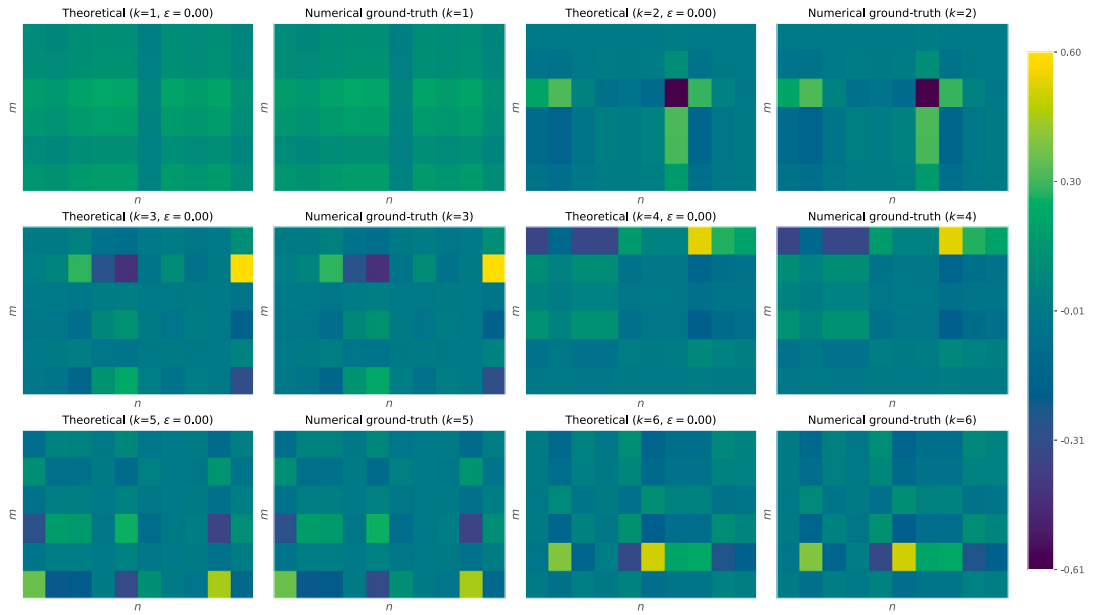 Theoretical (k=1, ε = 0.00)
Numerical ground-truth (k=1)
Theoretical (k=2, ε = 0.00)
Numerical ground-truth (k=2)
m
n
m
n
m
n
m
n
Theoretical (k=3, ε = 0.00)
Numerical ground-truth (k=3)
Theoretical (k=4, ε = 0.00)
Numerical ground-truth (k=4)
m
n
m
n
m
n
m
n
Theoretical (k=5, ε = 0.00)
Numerical ground-truth (k=5)
Theoretical (k=6, ε = 0.00)
Numerical ground-truth (k=6)
m
n
m
n
m
n
m
n
0.60
0.30
-0.01
-0.31
-0.61